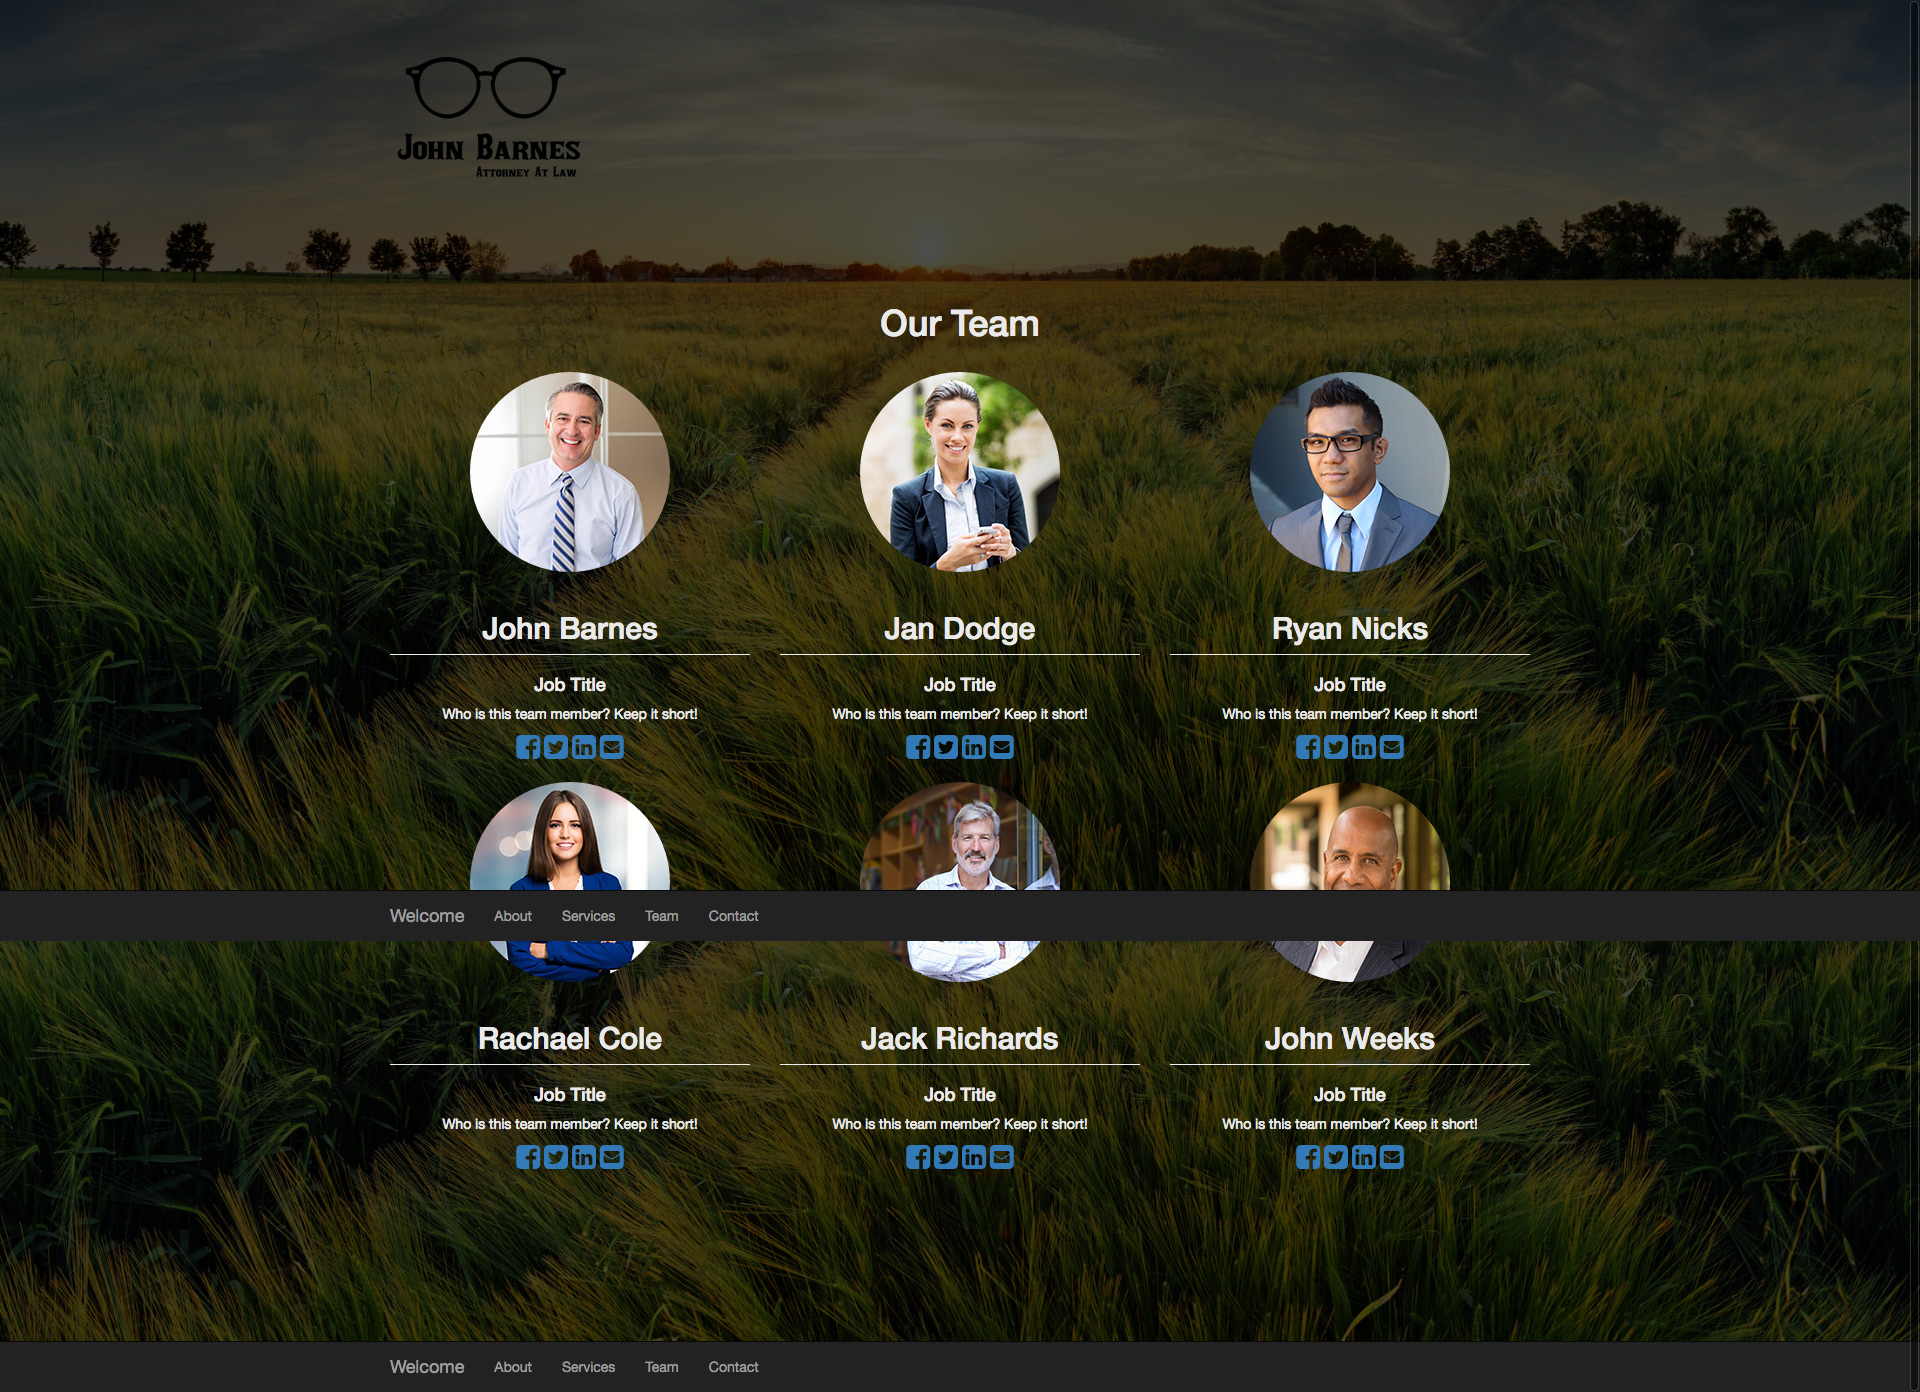 John Barnes
Attorney At Law
Our Team
John Barnes
Jan Dodge
Ryan Nicks
Job Title
Job Title
Job Title
Who is this team member? Keep it short!
Who is this team member? Keep it short!
Who is this team member? Keep it short!
Welcome About Services Team Contact
Rachael Cole
Jack Richards
John Weeks
Job Title
Job Title
Job Title
Who is this team member? Keep it short!
Who is this team member? Keep it short!
Who is this team member? Keep it short!
Welcome About Services Team Contact